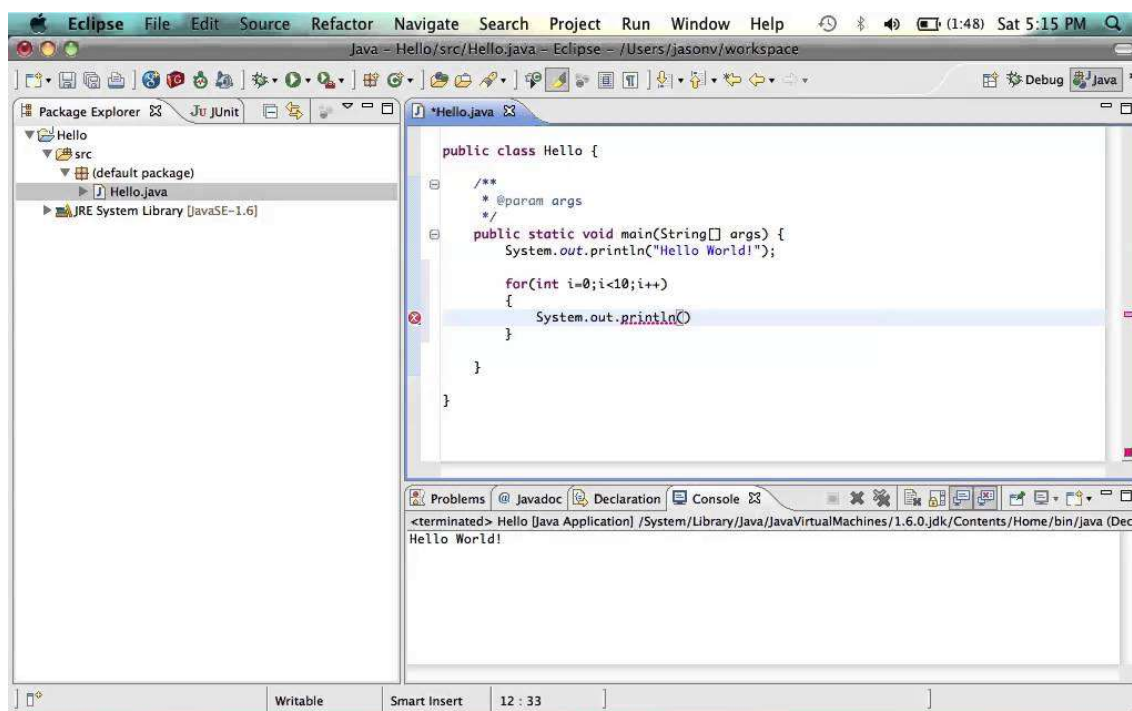 Eclipse File Edit Source Refactor Navigate Search Project Run Window Help (1:48) Sat 5:15 PM
Java – Hello/src/Hello.java – Eclipse – /Users/jasonv/workspace
Debug Java
Package Explorer JUnit
Hello
src
(default package)
Hello.java
JRE System Library [JavaSE-1.6]
*Hello.java
public class Hello {
/**
* @param args
*/
public static void main(String[] args) {
System.out.println("Hello World!");
for(int i=0;i<10;i++)
{
System.out.println()
}
}
}
Problems @ Javadoc Declaration Console
<terminated> Hello [Java Application] /System/Library/Java/JavaVirtualMachines/1.6.0.jdk/Contents/Home/bin/java (Dec
Hello World!
Writable Smart Insert 12 : 33